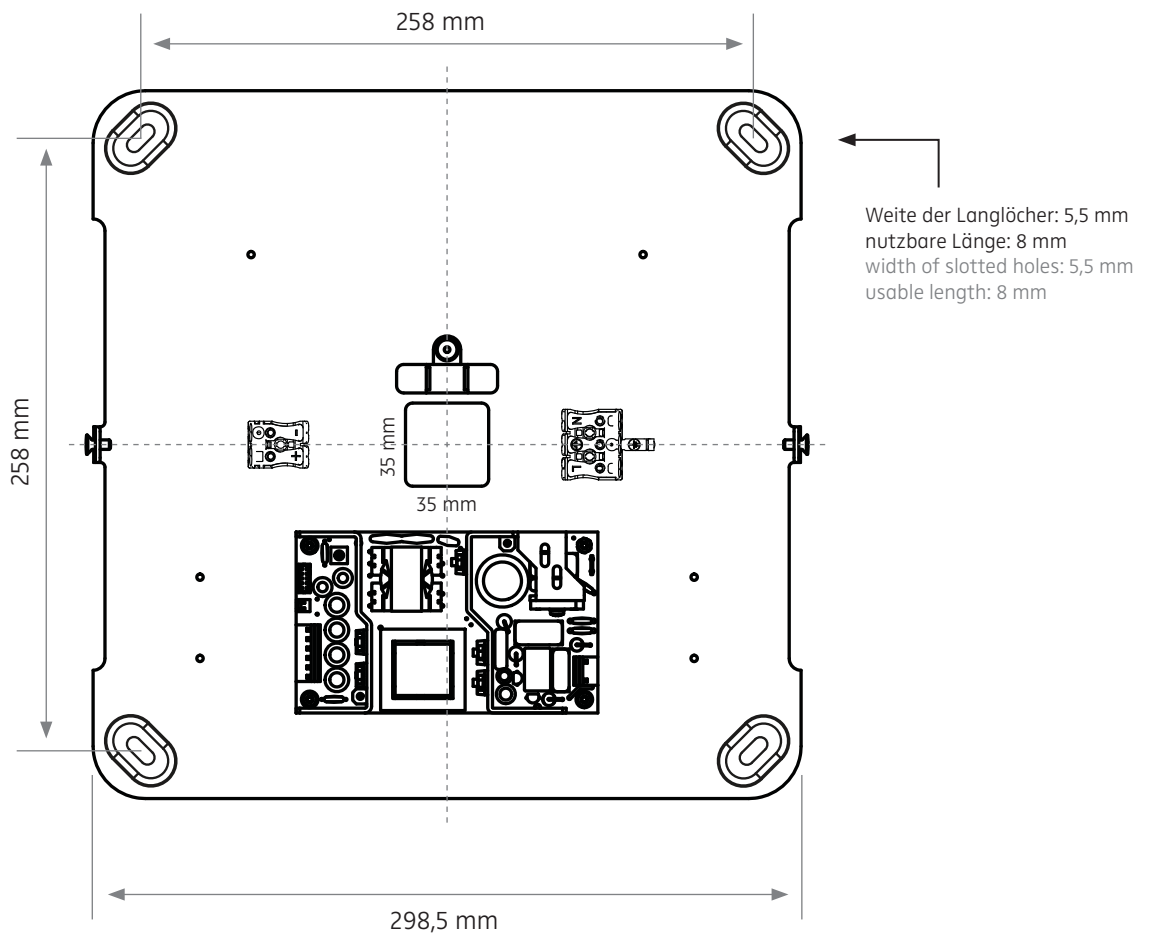 258 mm
Weite der Langlöcher: 5,5 mm
nutzbare Länge: 8 mm
width of slotted holes: 5,5 mm
usable length: 8 mm
258 mm
35 mm
35 mm
-
+
N
L
298,5 mm